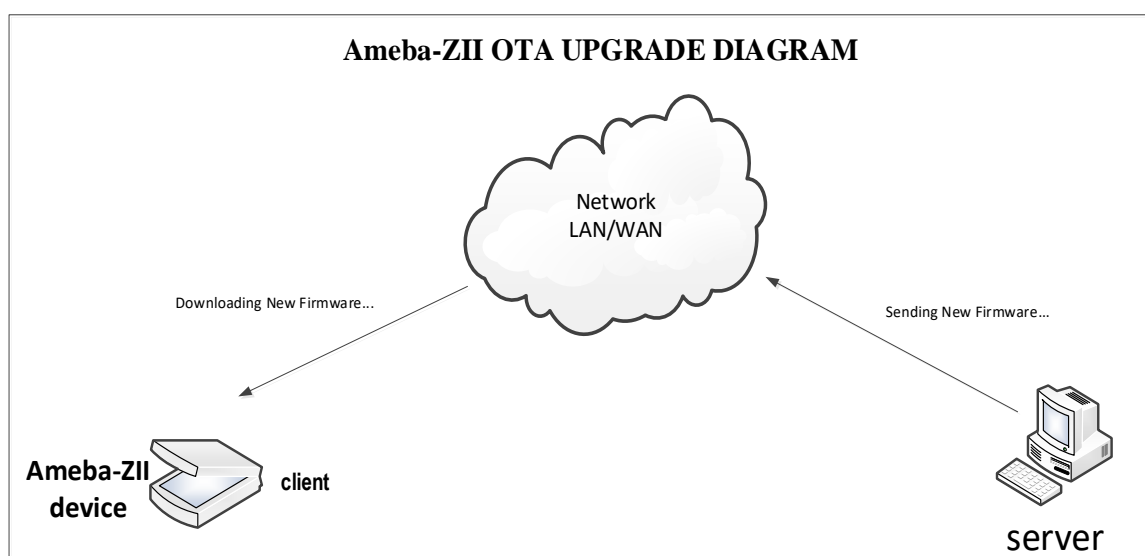 Ameba-ZII OTA UPGRADE DIAGRAM
Network
LAN/WAN
Downloading New Firmware...
Sending New Firmware...
Ameba-ZII
device
client
server